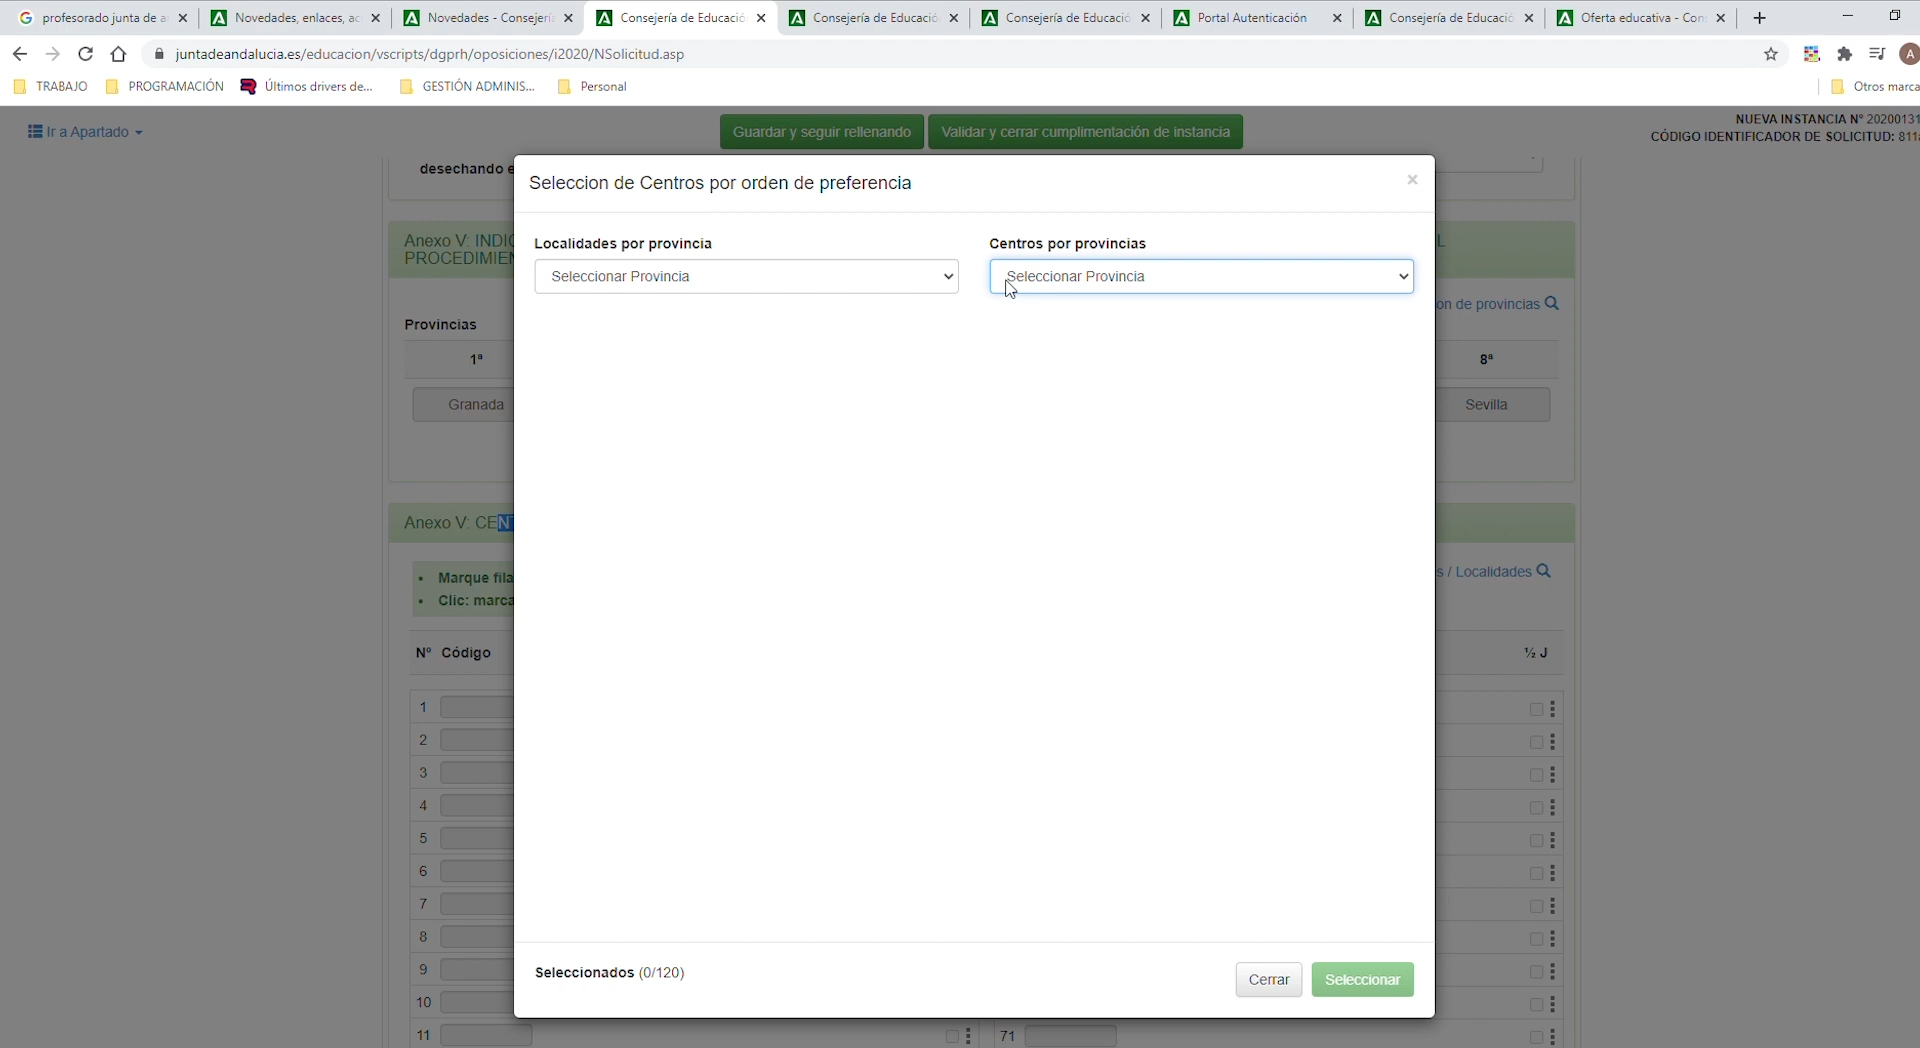 profesorado junta de a
Novedades, enlaces, ac
Novedades - Consejería
Consejería de Educació
Consejería de Educació
Consejería de Educació
Portal Autenticación
Consejería de Educació
Oferta educativa - Con
juntadeandalucia.es/educacion/vscripts/dgprh/oposiciones/i2020/NSolicitud.asp
A
TRABAJO
PROGRAMACIÓN
Últimos drivers de...
GESTIÓN ADMINIS...
Personal
Otros marca
Ir a Apartado
Guardar y seguir rellenando
Validar y cerrar cumplimentación de instancia
NUEVA INSTANCIA Nº 20200131
CÓDIGO IDENTIFICADOR DE SOLICITUD: 811
desechando e
Seleccion de Centros por orden de preferencia
×
Anexo V: INDIC
PROCEDIMIEN
L
Localidades por provincia
Centros por provincias
Seleccionar Provincia
Seleccionar Provincia
on de provincias
Provincias
1ª
8ª
Granada
Sevilla
Anexo V: CENT
Marque fila
Clic: marca
s / Localidades
Nº Código
½ J
1
2
3
4
5
6
7
8
9
10
11
71
Seleccionados (0/120)
Cerrar
Seleccionar